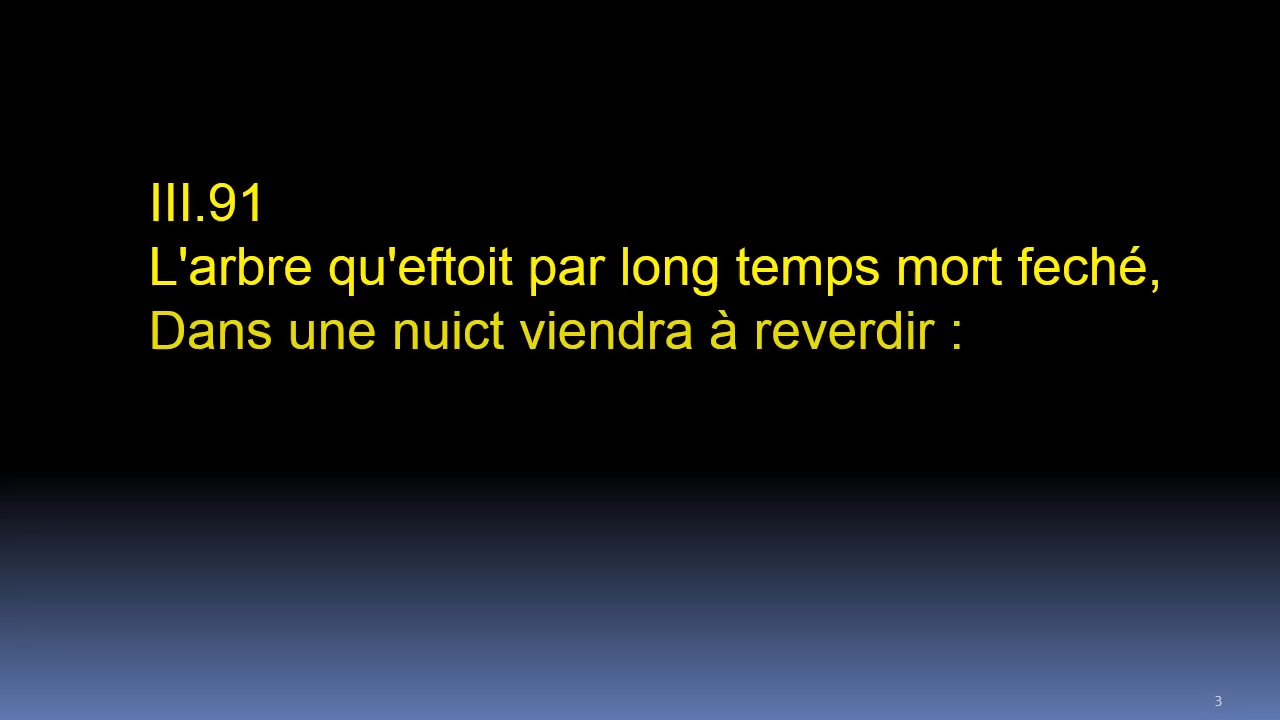 III.91
L'arbre qu'eftoit par long temps mort feché,
Dans une nuict viendra à reverdir :
3